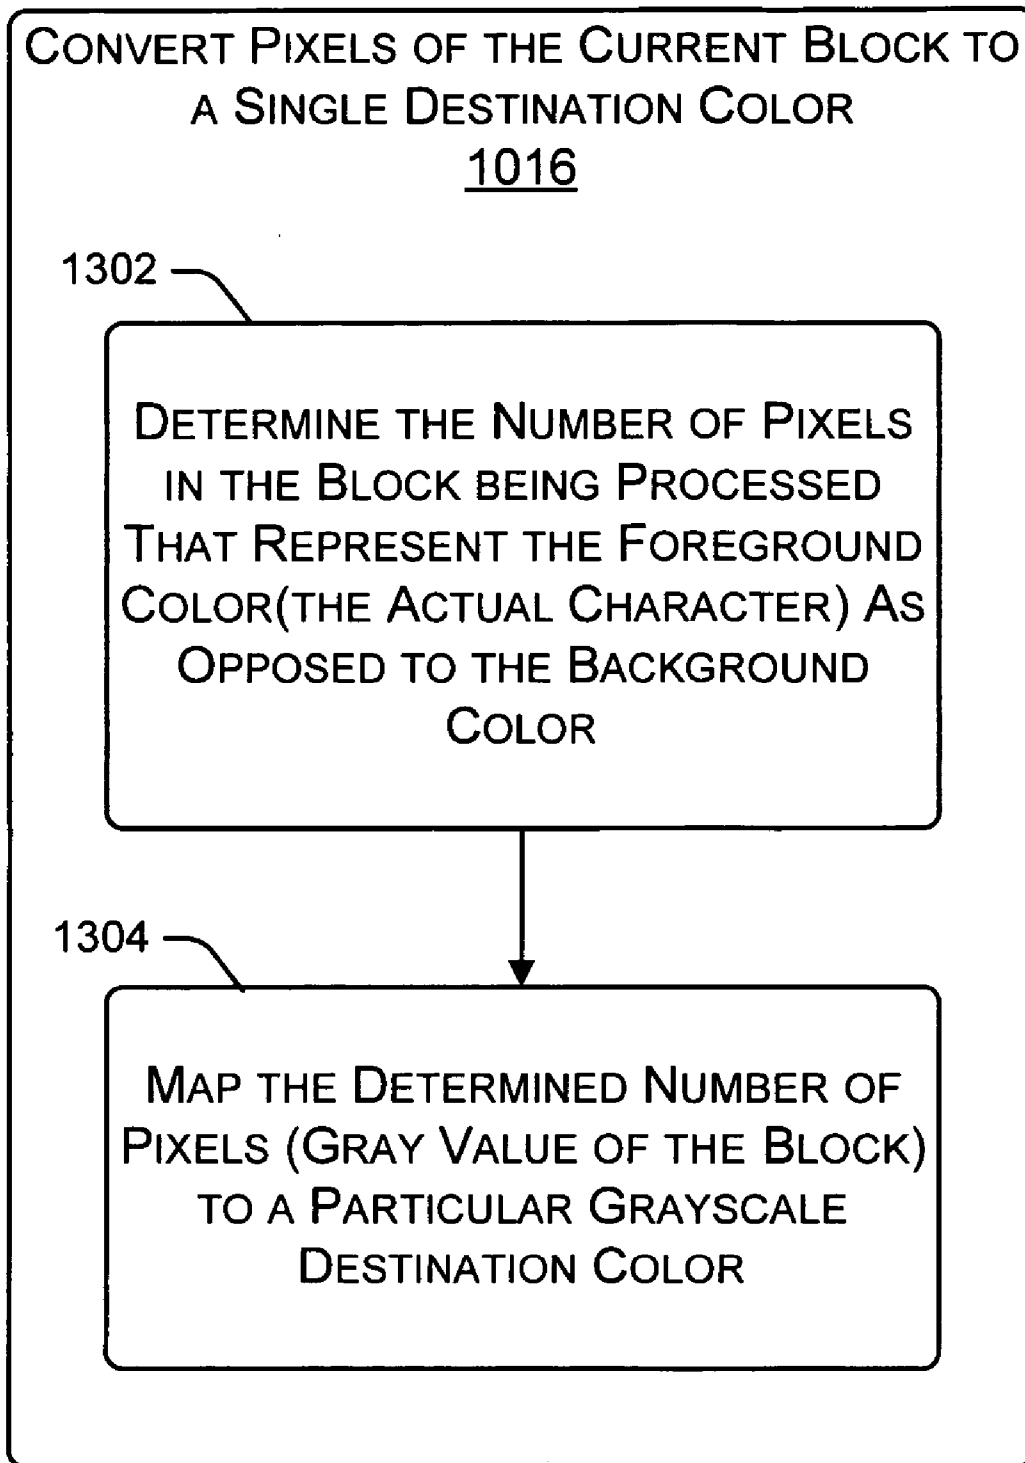 CONVERT PIXELS OF THE CURRENT BLOCK TO
A SINGLE DESTINATION COLOR
1016
1302
DETERMINE THE NUMBER OF PIXELS
IN THE BLOCK BEING PROCESSED
THAT REPRESENT THE FOREGROUND
COLOR(THE ACTUAL CHARACTER) AS
OPPOSED TO THE BACKGROUND
COLOR
1304
MAP THE DETERMINED NUMBER OF
PIXELS (GRAY VALUE OF THE BLOCK)
TO A PARTICULAR GRAYSCALE
DESTINATION COLOR